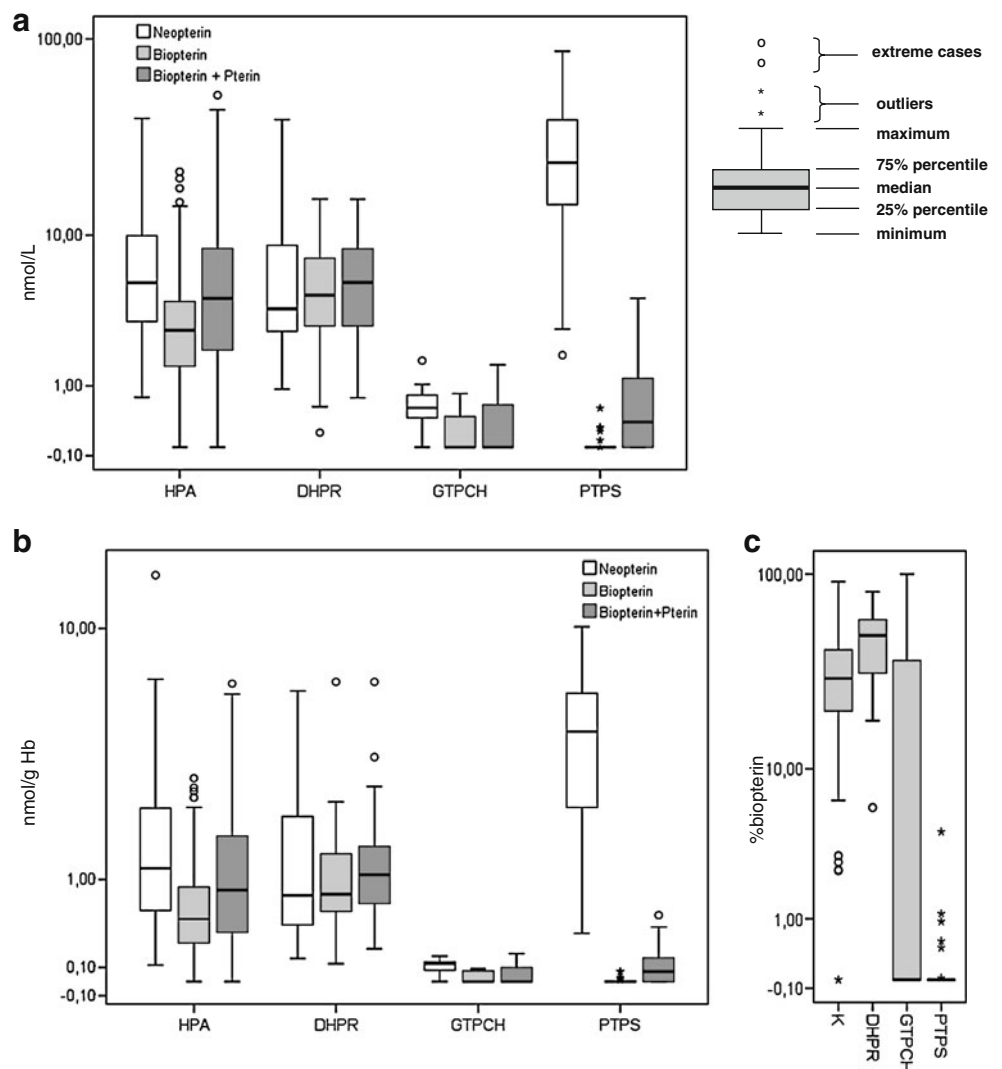 a
Neopterin
Biopterin
Biopterin + Pterin
100,00
10,00
1,00
-0,10
nmol/L
HPA DHPR GTPCH PTPS
extreme cases
outliers
maximum
75% percentile
median
25% percentile
minimum
b
Neopterin
Biopterin
Biopterin+Pterin
10,00
1,00
0,10
-0,10
nmol/g Hb
HPA DHPR GTPCH PTPS
c
100,00
10,00
1,00
-0,10
%biopterin
K
DHPR
GTPCH
PTPS